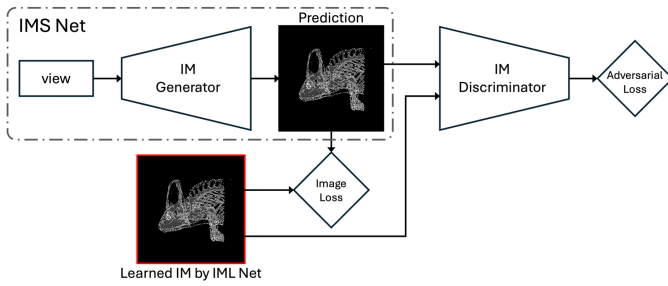 IMS Net
Prediction
view
IM
Generator
IM
Discriminator
Adversarial
Loss
Image
Loss
Learned IM by IML Net